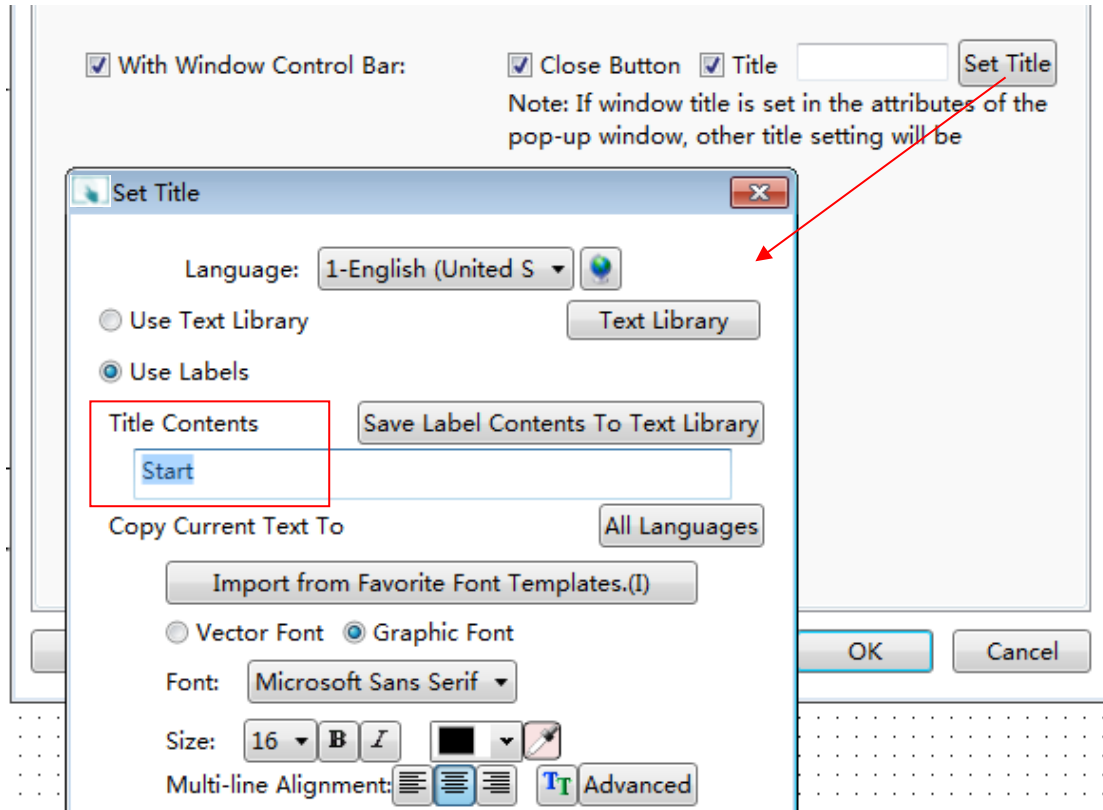 With Window Control Bar: Close Button Title Set Title
Note: If window title is set in the attributes of the
pop-up window, other title setting will be
Set Title
Language: 1-English (United S
Use Text Library Text Library
Use Labels
Title Contents Save Label Contents To Text Library
Start
Copy Current Text To All Languages
Import from Favorite Font Templates.(I)
Vector Font Graphic Font
OK Cancel
Font: Microsoft Sans Serif
Size: 16 B I
Multi-line Alignment: TT Advanced